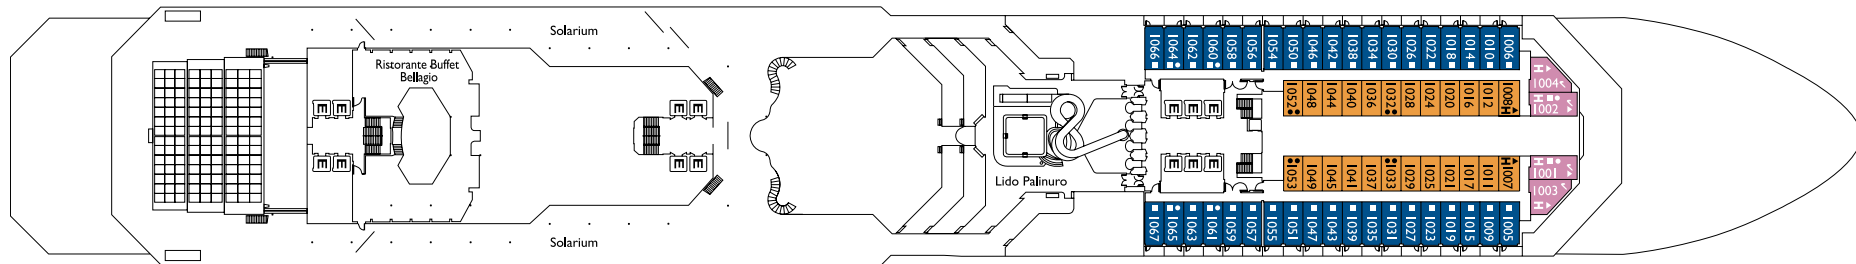 Solarium
Ristorante Buffet
Bellagio
E E
E E
E E
E E
E E E
E E E
Lido Palinuro
Solarium
1066 1064 1062 1060 1058 1056 1054 1050 1046 1042 1038 1034 1030 1026 1022 1018 1014 1010 1006
1052 1048 1044 1040 1036 1032 1028 1024 1020 1016 1012 1008 H
H 1004
H 1002
H 1001
1003 H
1053 1049 1045 1041 1037 1033 1029 1025 1021 1017 1011 1007 H
1067 1065 1063 1061 1059 1057 1055 1051 1047 1043 1039 1035 1031 1027 1023 1019 1015 1009 1005